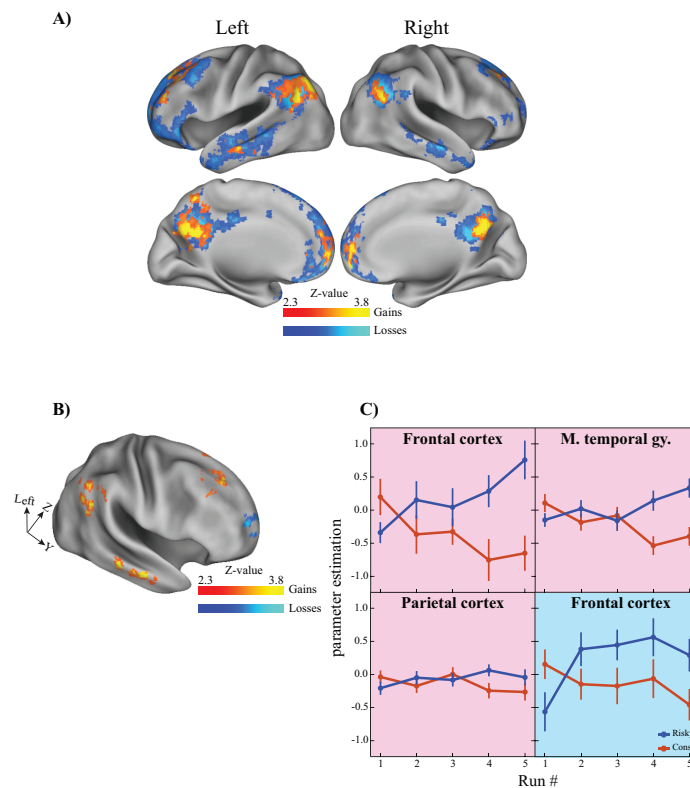 A)
Left
Right
Z-value
2.3
3.8
Gains
Losses
B)
Left
Z
Y
Z-value
2.3
3.8
Gains
Losses
C)
Frontal cortex
M. temporal gy.
1.0
0.5
0.0
-0.5
-1.0
parameter estimation
Parietal cortex
Frontal cortex
1.0
0.5
0.0
-0.5
-1.0
Risky
Cons
1 2 3 4 5 1 2 3 4 5
Run #